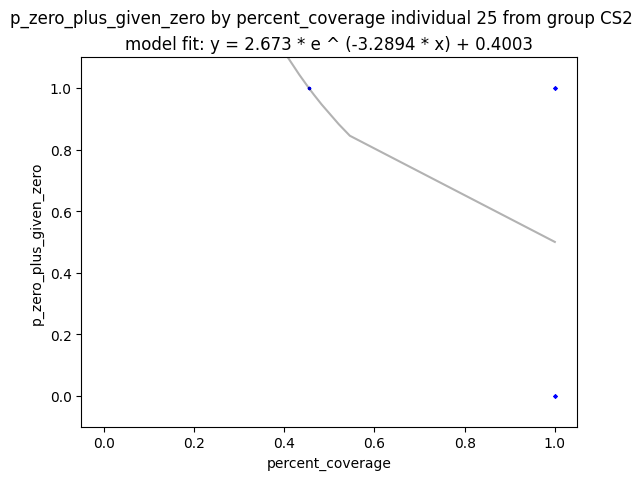 p_zero_plus_given_zero by percent_coverage individual 25 from group CS2
model fit: y = 2.673 * e ^ (-3.2894 * x) + 0.4003
1.0
0.8
0.6
0.4
0.2
0.0
p_zero_plus_given_zero
0.0 0.2 0.4 0.6 0.8 1.0
percent_coverage